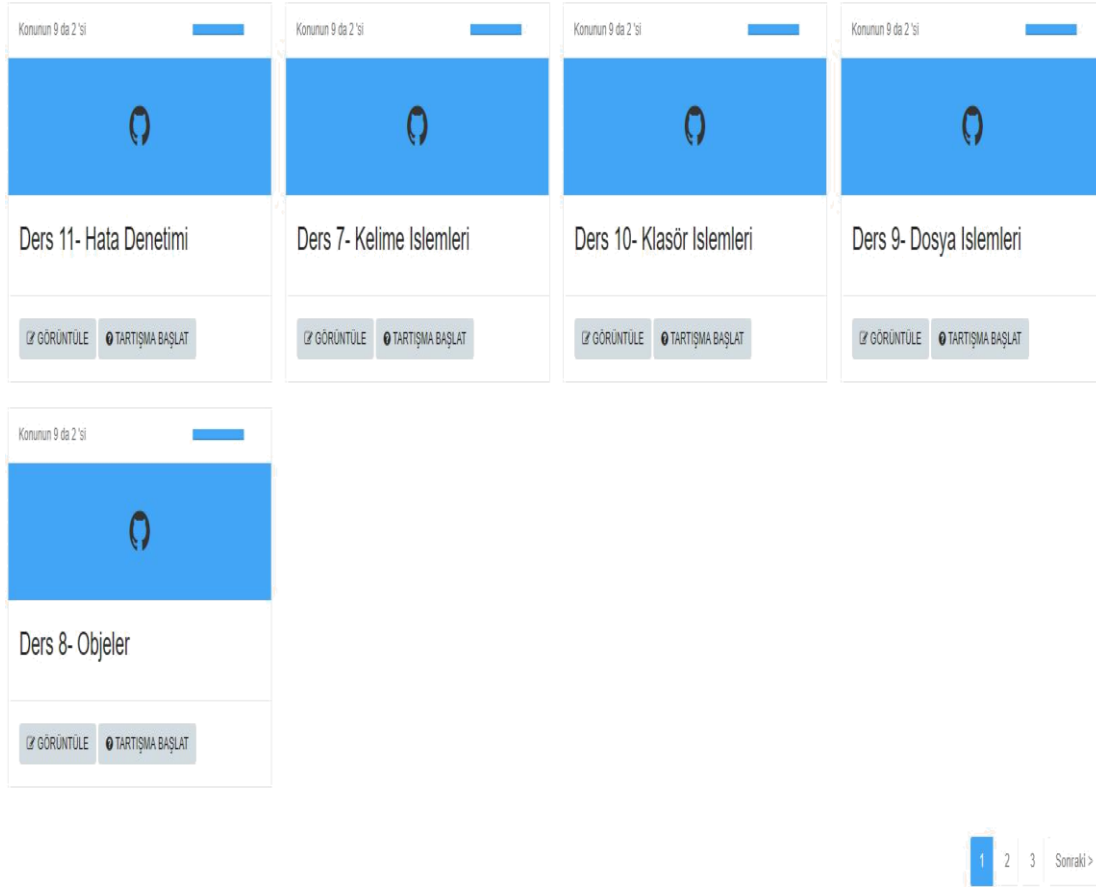 Konunun 9 da 2 'si
Konunun 9 da 2 'si
Konunun 9 da 2 'si
Konunun 9 da 2 'si
Ders 11- Hata Denetimi
Ders 7- Kelime Islemleri
Ders 10- Klasör Islemleri
Ders 9- Dosya Islemleri
GÖRÜNTÜLE TARTIŞMA BAŞLAT
GÖRÜNTÜLE TARTIŞMA BAŞLAT
GÖRÜNTÜLE TARTIŞMA BAŞLAT
GÖRÜNTÜLE TARTIŞMA BAŞLAT
Konunun 9 da 2 'si
Ders 8- Objeler
GÖRÜNTÜLE TARTIŞMA BAŞLAT
1 2 3 Sonraki >